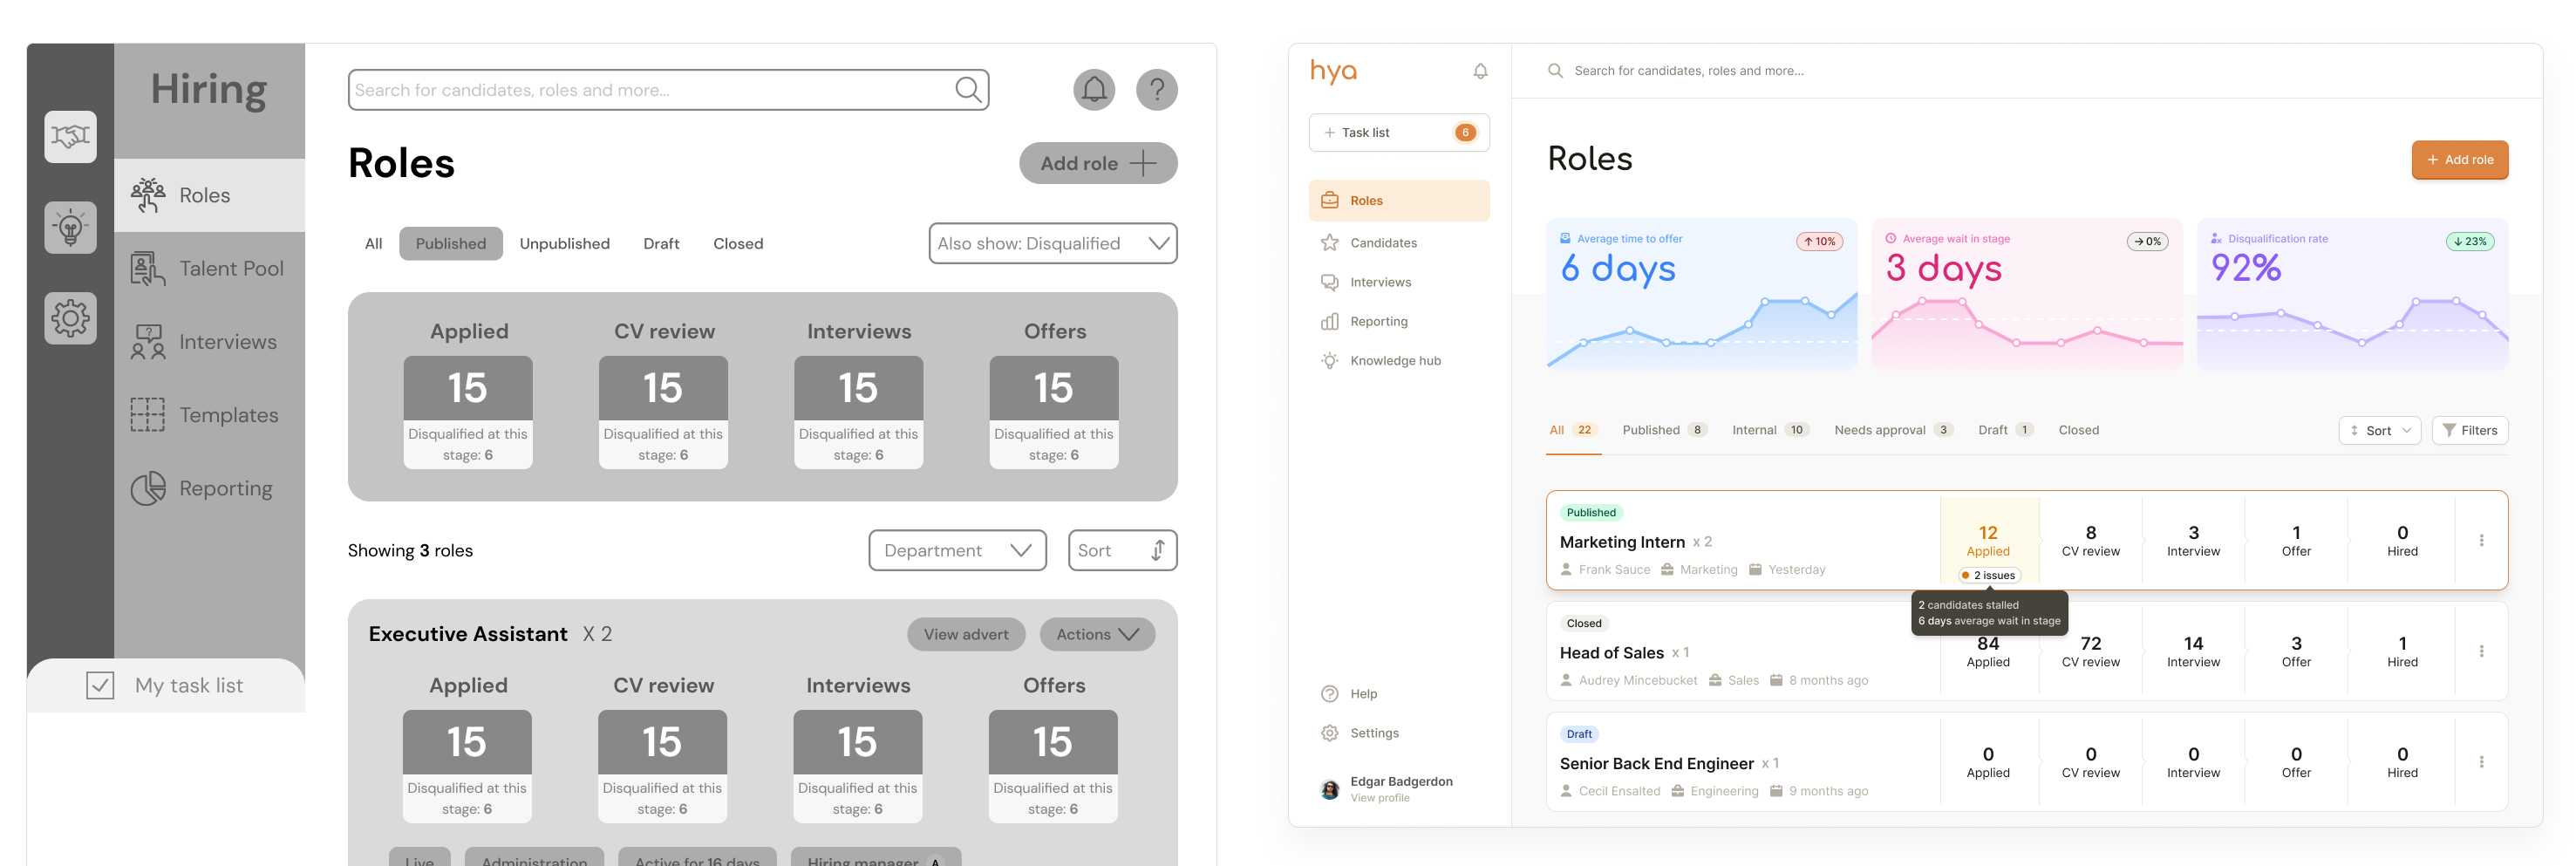 Hiring
Roles
Talent Pool
Interviews
Templates
Reporting
My task list
Search for candidates, roles and more...
?
Roles
Add role
All Published Unpublished Draft Closed
Also show: Disqualified
Applied CV review Interviews Offers
15 15 15 15
Disqualified at this Disqualified at this Disqualified at this Disqualified at this
stage: 6 stage: 6 stage: 6 stage: 6
Showing 3 roles
Department
Sort
Executive Assistant X 2
View advert
Actions
Applied CV review Interviews Offers
15 15 15 15
Disqualified at this Disqualified at this Disqualified at this Disqualified at this
stage: 6 stage: 6 stage: 6 stage: 6
Live Administration Active for 16 days Hiring manager A
hya
+ Task list 6
Roles
Candidates
Interviews
Reporting
Knowledge hub
Help
Settings
Edgar Badgerdon
View profile
Search for candidates, roles and more...
Roles
+ Add role
Average time to offer ↑ 10%
6 days
Average wait in stage → 0%
3 days
Disqualification rate ↓ 23%
92%
All 22 Published 8 Internal 10 Needs approval 3 Draft 1 Closed
Sort
Filters
Published
Marketing Intern x 2
Frank Sauce Marketing Yesterday
12 8 3 1 0
Applied CV review Interview Offer Hired
2 issues
2 candidates stalled
6 days average wait in stage
Closed
Head of Sales x 1
Audrey Mincebucket Sales 8 months ago
84 72 14 3 1
Applied CV review Interview Offer Hired
Draft
Senior Back End Engineer x 1
Cecil Ensalted Engineering 9 months ago
0 0 0 0 0
Applied CV review Interview Offer Hired